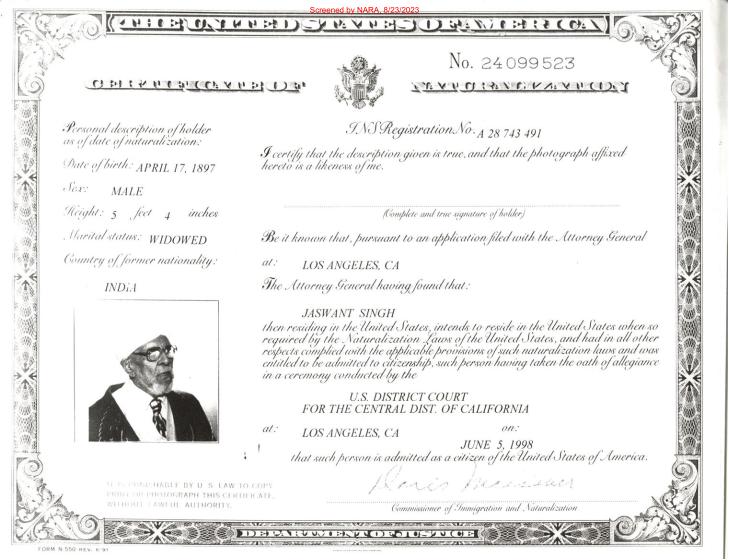 Screened by NARA, 8/23/2023
THE UNITED STATES OF AMERICA
No. 24099523
CERTIFICATE OF NATURALIZATION
Personal description of holder
as of date of naturalization:
Date of birth: APRIL 17, 1897
Sex: MALE
Height: 5 feet 4 inches
Marital status: WIDOWED
Country of former nationality:
INDIA
INS Registration No. A 28 743 491
I certify that the description given is true, and that the photograph affixed
hereto is a likeness of me.
(Complete and true signature of holder)
Be it known that, pursuant to an application filed with the Attorney General
at: LOS ANGELES, CA
The Attorney General having found that:
JASWANT SINGH
then residing in the United States, intends to reside in the United States when so
required by the Naturalization Laws of the United States, and had in all other
respects complied with the applicable provisions of such naturalization laws and was
entitled to be admitted to citizenship, such person having taken the oath of allegiance
in a ceremony conducted by the
U.S. DISTRICT COURT
FOR THE CENTRAL DIST. OF CALIFORNIA
at: LOS ANGELES, CA on:
JUNE 5, 1998
that such person is admitted as a citizen of the United States of America.
IT IS PUNISHABLE BY U. S. LAW TO COPY,
PRINT OR PHOTOGRAPH THIS CERTIFICATE,
WITHOUT LAWFUL AUTHORITY.
Doris Meissner
Commissioner of Immigration and Naturalization
DEPARTMENT OF JUSTICE
FORM N-550 REV. 6-91